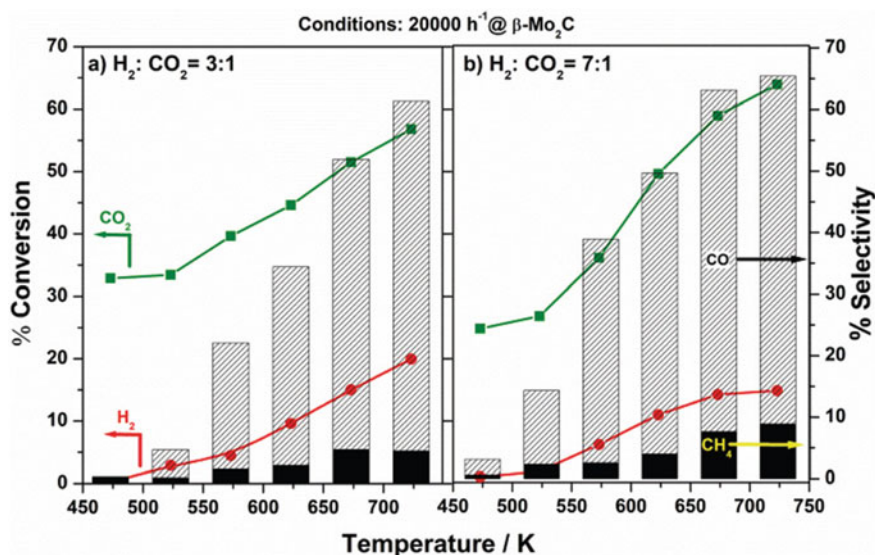 Conditions: 20000 h⁻¹@ β-Mo₂C
a) H₂: CO₂= 3:1
b) H₂: CO₂= 7:1
% Conversion
70
60
50
40
30
20
10
0
CO₂
H₂
CO
CH₄
70
60
50
40
30
20
10
0
% Selectivity
450 500 550 600 650 700 450 500 550 600 650 700 750
Temperature / K